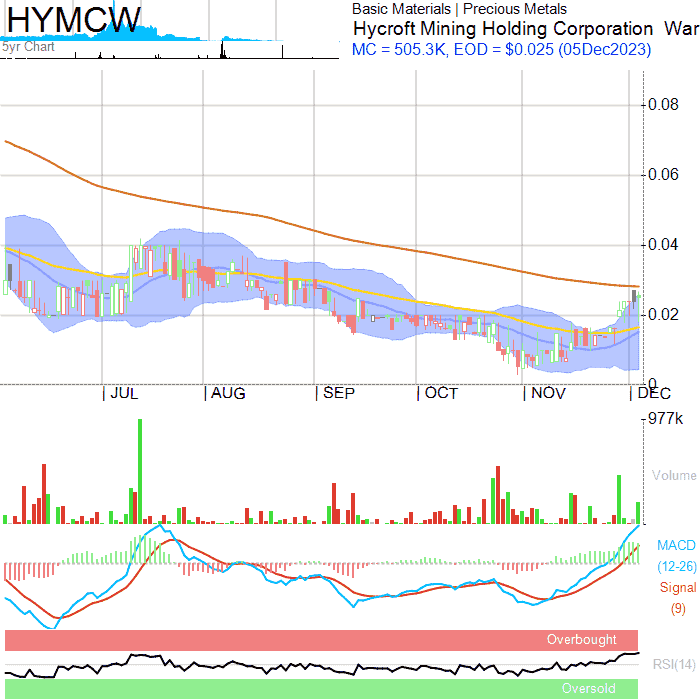 HYMCW
5yr Chart
Basic Materials | Precious Metals
Hycroft Mining Holding Corporation War
MC = 505.3K, EOD = $0.025 (05Dec2023)
0.08
0.06
0.04
0.02
0
JUL AUG SEP OCT NOV DEC
977k
Volume
MACD
(12-26)
Signal
(9)
Overbought
RSI(14)
Oversold